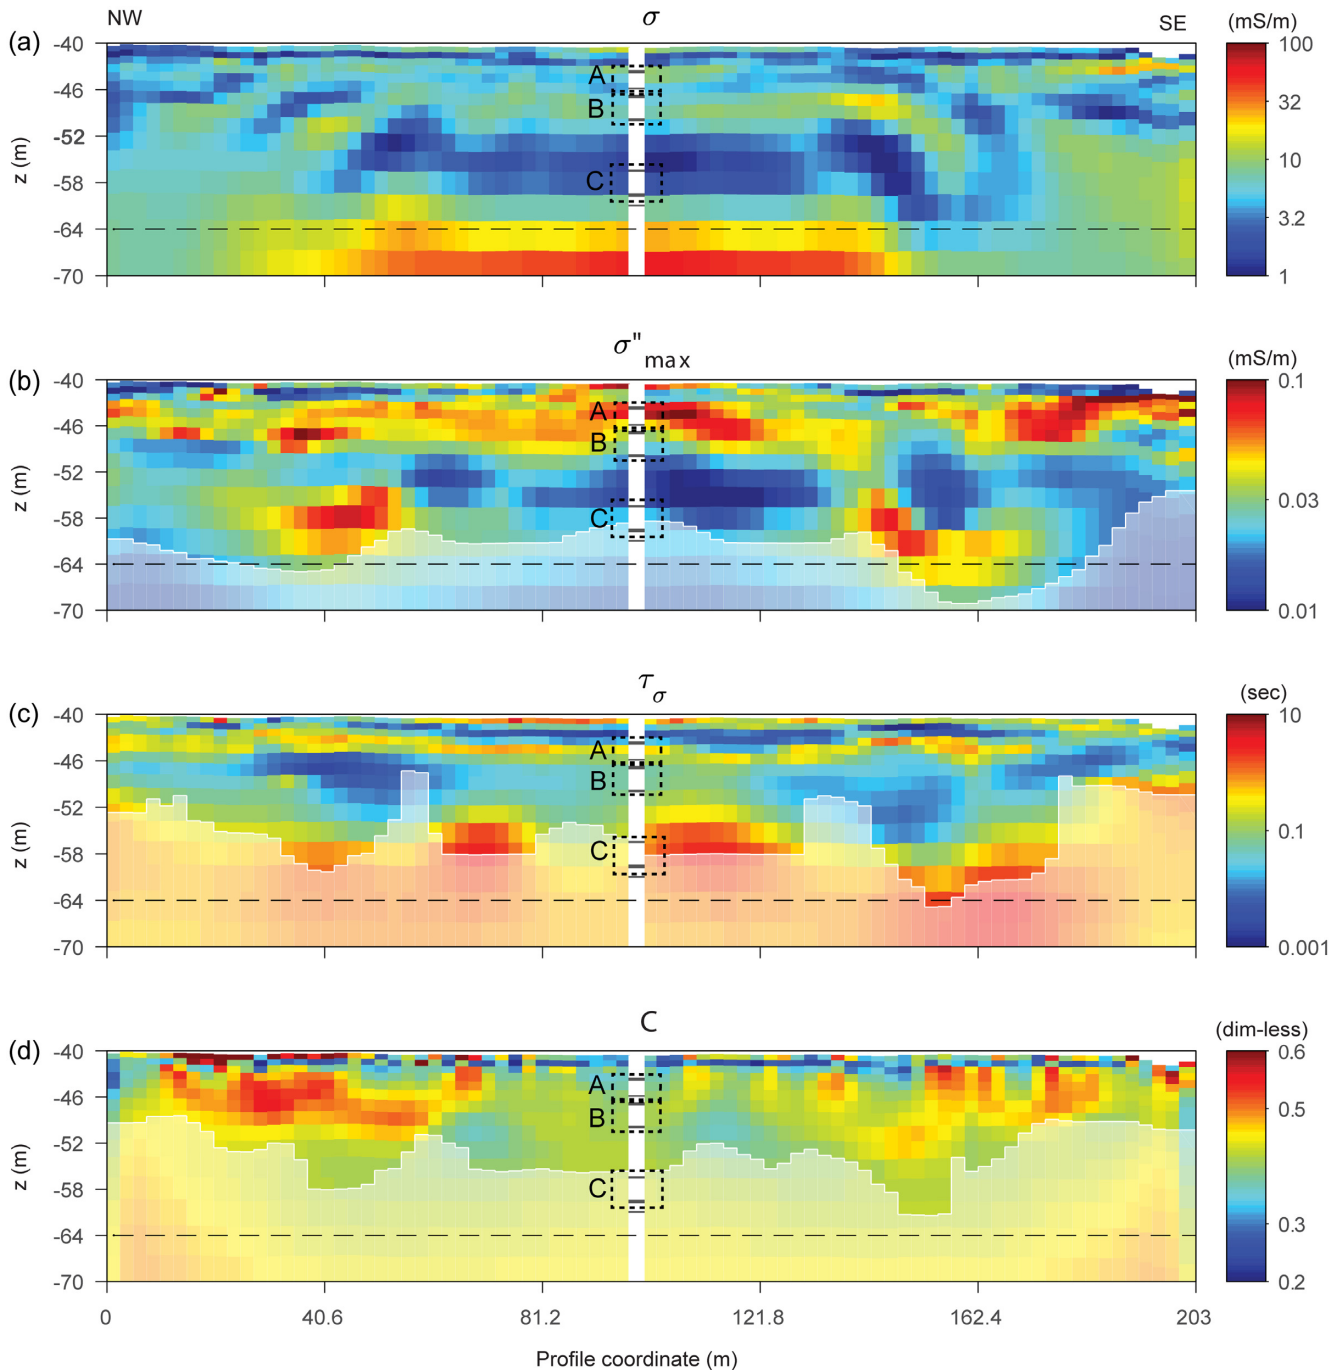 NW σ SE (mS/m)
(a)
-40
-46
-52
-58
-64
-70
z (m)
A
B
C
100
32
10
3.2
1
σ"max (mS/m)
(b)
-40
-46
-52
-58
-64
-70
z (m)
A
B
C
0.1
0.03
0.01
τσ (sec)
(c)
-40
-46
-52
-58
-64
-70
z (m)
A
B
C
10
0.1
0.001
C (dim-less)
(d)
-40
-46
-52
-58
-64
-70
z (m)
A
B
C
0.6
0.5
0.3
0.2
0 40.6 81.2 121.8 162.4 203
Profile coordinate (m)